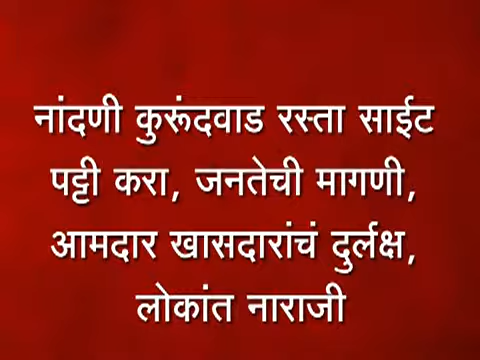 नांदणी कुरूंदवाड रस्ता साईट
पट्टी करा, जनतेची मागणी,
आमदार खासदारांचं दुर्लक्ष,
लोकांत नाराजी